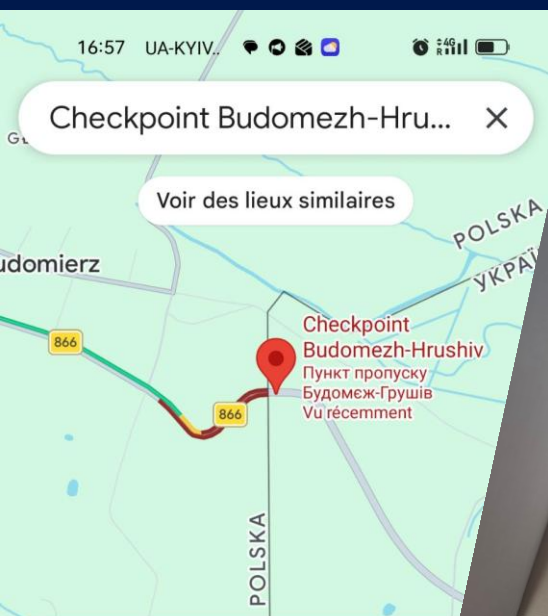 16:57 UA-KYIV..
4G
R
Checkpoint Budomezh-Hru...
Voir des lieux similaires
POLSKA
УКРАЇ
udomierz
866
Checkpoint
Budomezh-Hrushiv
Пункт пропуску
Будомєж-Грушів
Vu récemment
866
POLSKA